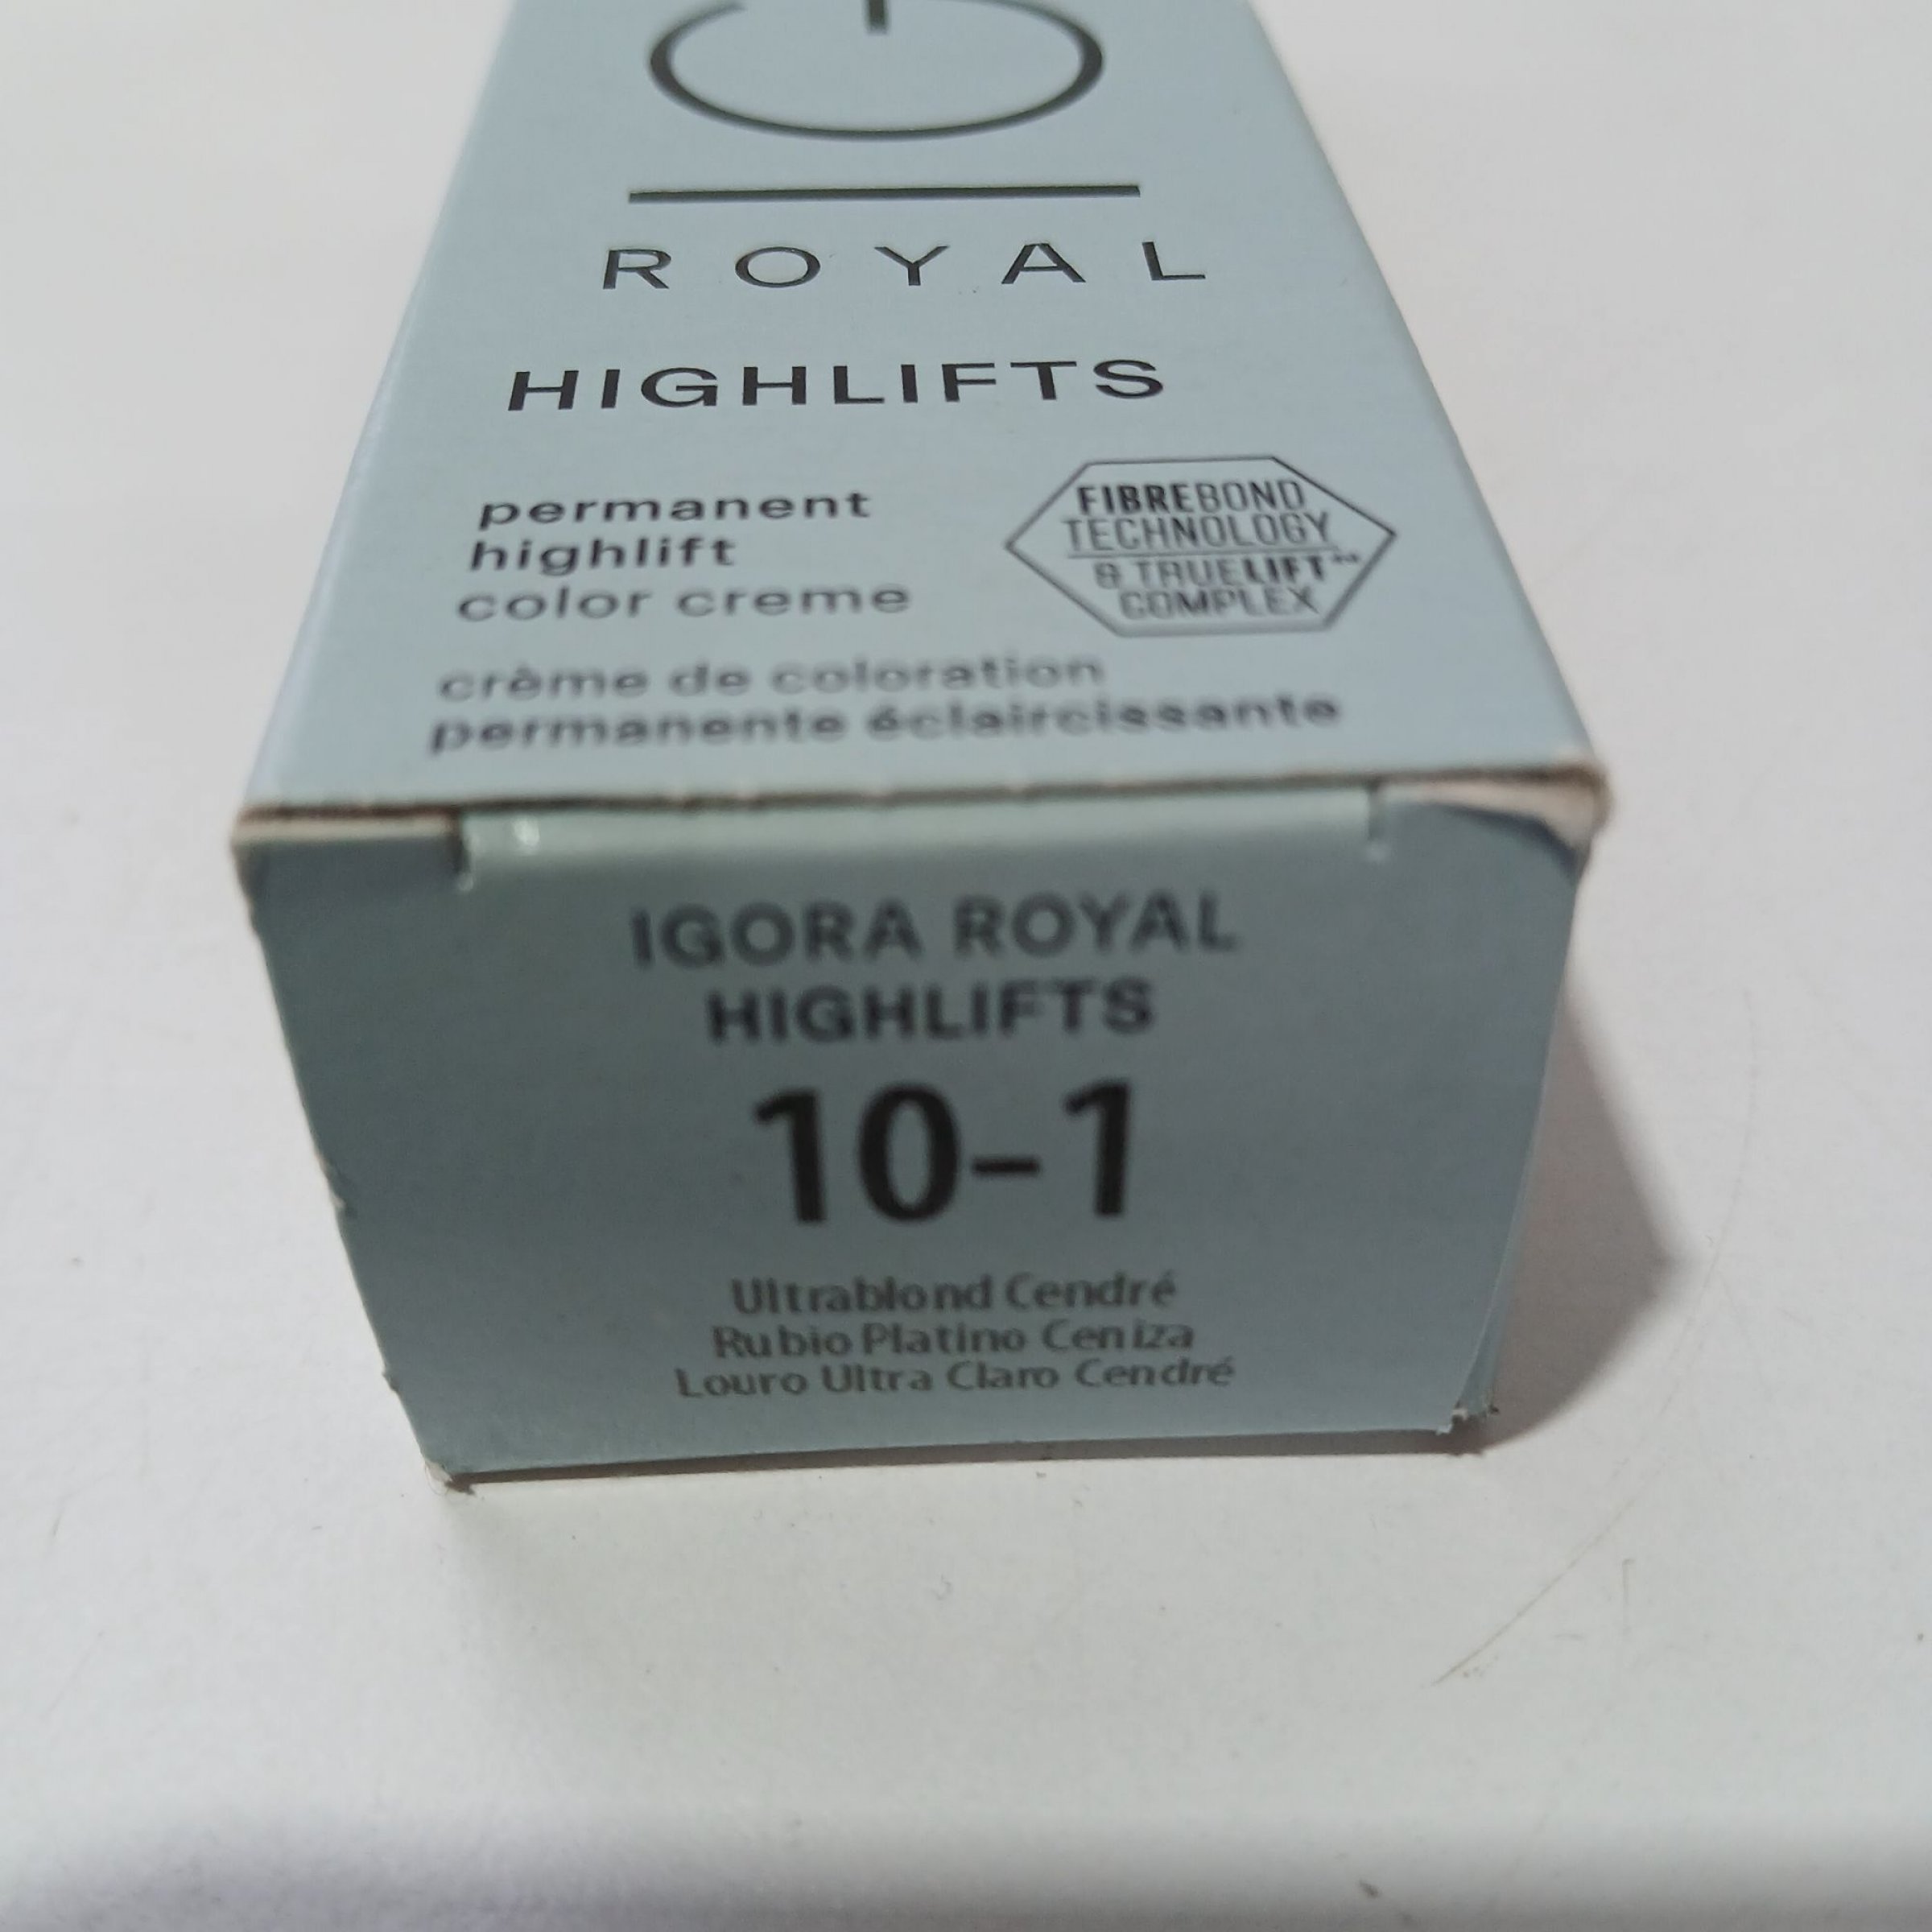 ROYAL
HIGHLIFTS
permanent
highlift
color creme
FIBREBOND
TECHNOLOGY
& TRUELIFT™
COMPLEX
crème de coloration
permanente éclaircissante
IGORA ROYAL
HIGHLIFTS
10-1
Ultrablond Cendré
Rubio Platino Ceniza
Louro Ultra Claro Cendré